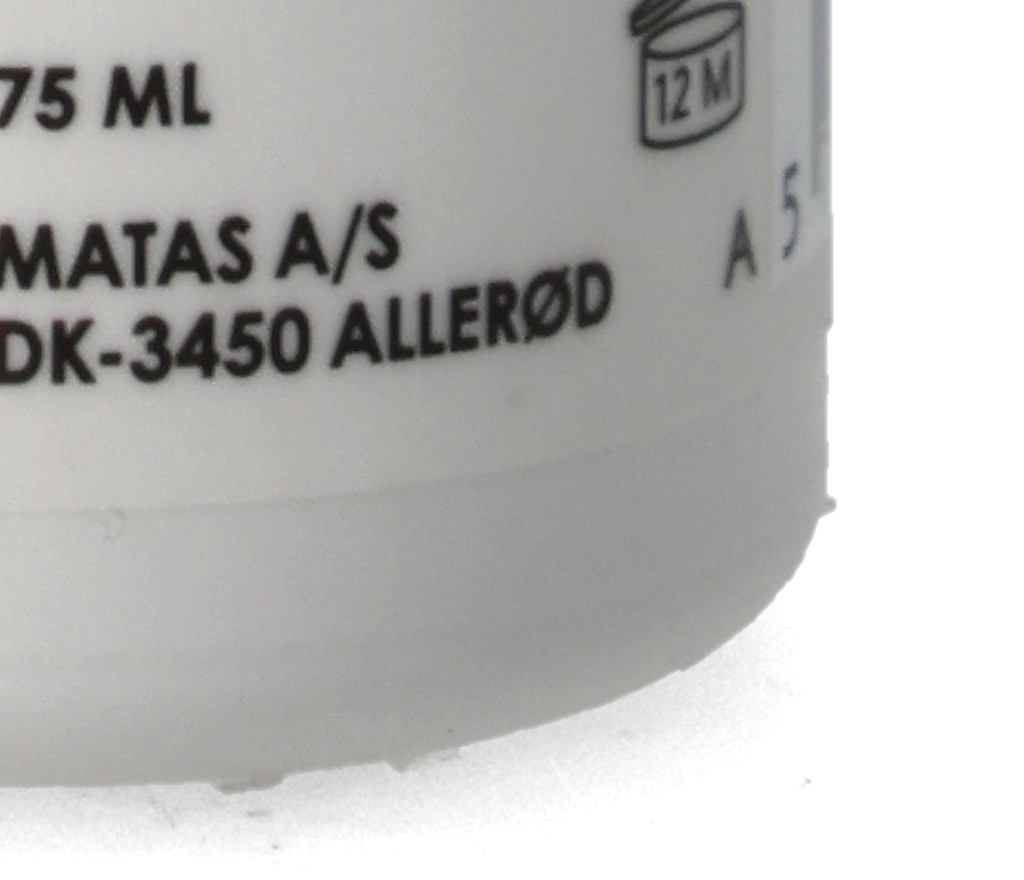 75 ML
12 M
A 5
MATAS A/S
DK-3450 ALLERØD